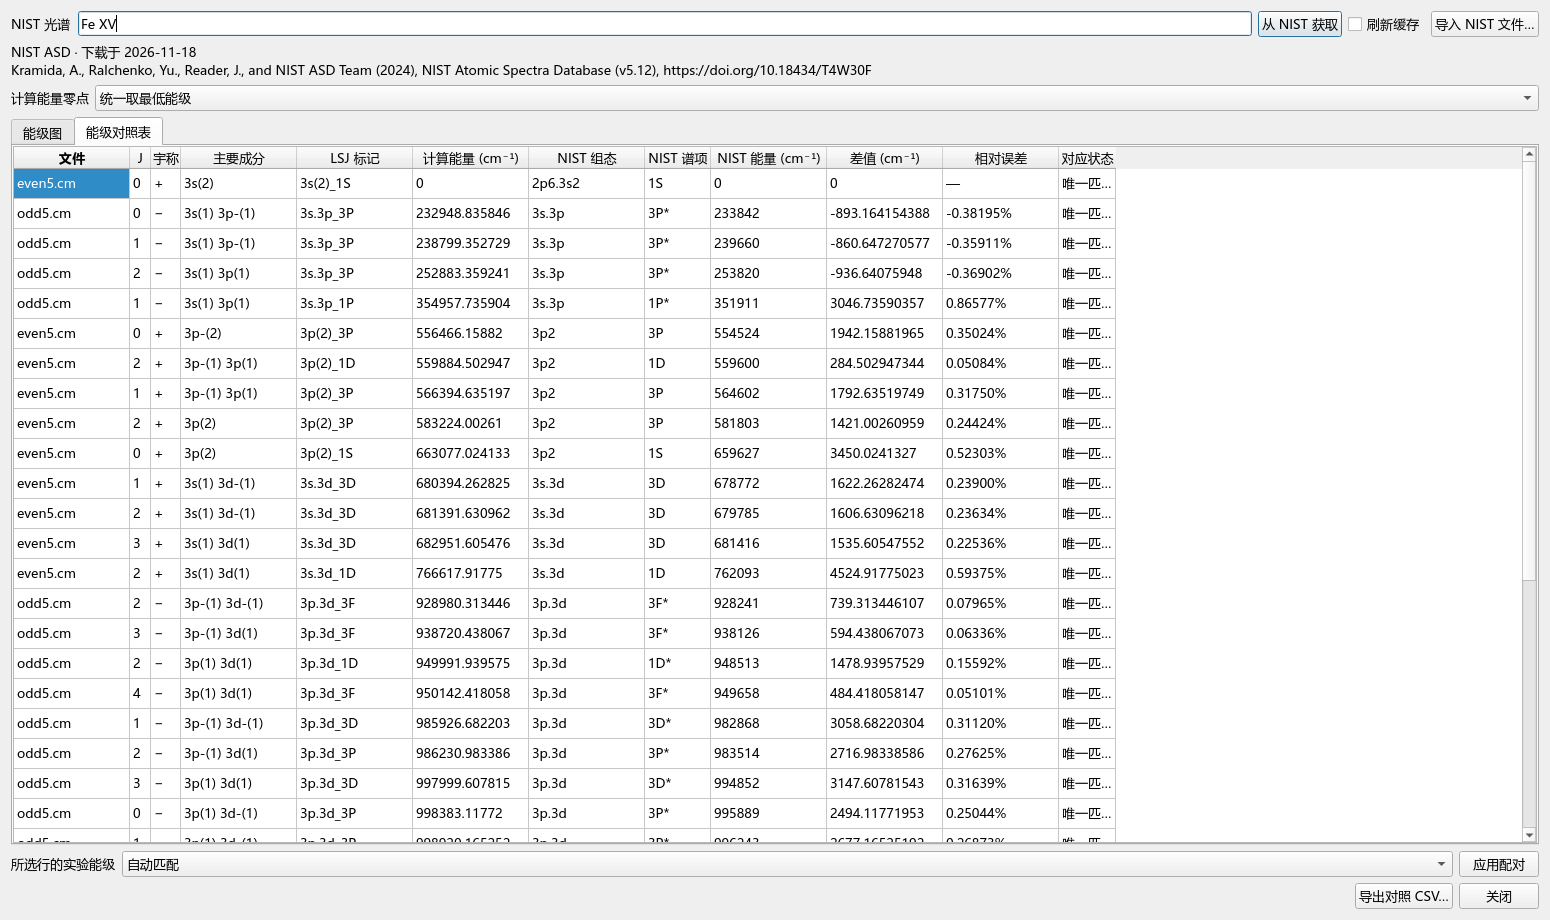 NIST 光谱 Fe XV 从 NIST 获取 刷新缓存 导入 NIST 文件...
NIST ASD · 下载于 2026-11-18
Kramida, A., Ralchenko, Yu., Reader, J., and NIST ASD Team (2024), NIST Atomic Spectra Database (v5.12), https://doi.org/10.18434/T4W30F
计算能量零点 统一取最低能级
能级图 能级对照表
文件 J 宇称 主要成分 LSJ 标记 计算能量 (cm⁻¹) NIST 组态 NIST 谱项 NIST 能量 (cm⁻¹) 差值 (cm⁻¹) 相对误差 对应状态
even5.cm 0 + 3s(2) 3s(2)_1S 0 2p6.3s2 1S 0 0 — 唯一匹...
odd5.cm 0 − 3s(1) 3p-(1) 3s.3p_3P 232948.835846 3s.3p 3P* 233842 -893.164154388 -0.38195% 唯一匹...
odd5.cm 1 − 3s(1) 3p-(1) 3s.3p_3P 238799.352729 3s.3p 3P* 239660 -860.647270577 -0.35911% 唯一匹...
odd5.cm 2 − 3s(1) 3p(1) 3s.3p_3P 252883.359241 3s.3p 3P* 253820 -936.64075948 -0.36902% 唯一匹...
odd5.cm 1 − 3s(1) 3p(1) 3s.3p_1P 354957.735904 3s.3p 1P* 351911 3046.73590357 0.86577% 唯一匹...
even5.cm 0 + 3p-(2) 3p(2)_3P 556466.15882 3p2 3P 554524 1942.15881965 0.35024% 唯一匹...
even5.cm 2 + 3p-(1) 3p(1) 3p(2)_1D 559884.502947 3p2 1D 559600 284.502947344 0.05084% 唯一匹...
even5.cm 1 + 3p-(1) 3p(1) 3p(2)_3P 566394.635197 3p2 3P 564602 1792.63519749 0.31750% 唯一匹...
even5.cm 2 + 3p(2) 3p(2)_3P 583224.00261 3p2 3P 581803 1421.00260959 0.24424% 唯一匹...
even5.cm 0 + 3p(2) 3p(2)_1S 663077.024133 3p2 1S 659627 3450.0241327 0.52303% 唯一匹...
even5.cm 1 + 3s(1) 3d-(1) 3s.3d_3D 680394.262825 3s.3d 3D 678772 1622.26282474 0.23900% 唯一匹...
even5.cm 2 + 3s(1) 3d-(1) 3s.3d_3D 681391.630962 3s.3d 3D 679785 1606.63096218 0.23634% 唯一匹...
even5.cm 3 + 3s(1) 3d(1) 3s.3d_3D 682951.605476 3s.3d 3D 681416 1535.60547552 0.22536% 唯一匹...
even5.cm 2 + 3s(1) 3d(1) 3s.3d_1D 766617.91775 3s.3d 1D 762093 4524.91775023 0.59375% 唯一匹...
odd5.cm 2 − 3p-(1) 3d-(1) 3p.3d_3F 928980.313446 3p.3d 3F* 928241 739.313446107 0.07965% 唯一匹...
odd5.cm 3 − 3p-(1) 3d(1) 3p.3d_3F 938720.438067 3p.3d 3F* 938126 594.438067073 0.06336% 唯一匹...
odd5.cm 2 − 3p(1) 3d(1) 3p.3d_1D 949991.939575 3p.3d 1D* 948513 1478.93957529 0.15592% 唯一匹...
odd5.cm 4 − 3p(1) 3d(1) 3p.3d_3F 950142.418058 3p.3d 3F* 949658 484.418058147 0.05101% 唯一匹...
odd5.cm 1 − 3p-(1) 3d-(1) 3p.3d_3D 985926.682203 3p.3d 3D* 982868 3058.68220304 0.31120% 唯一匹...
odd5.cm 2 − 3p-(1) 3d(1) 3p.3d_3P 986230.983386 3p.3d 3P* 983514 2716.98338586 0.27625% 唯一匹...
odd5.cm 3 − 3p(1) 3d(1) 3p.3d_3D 997999.607815 3p.3d 3D* 994852 3147.60781543 0.31639% 唯一匹...
odd5.cm 0 − 3p(1) 3d-(1) 3p.3d_3P 998383.11772 3p.3d 3P* 995889 2494.11771953 0.25044% 唯一匹...
所选行的实验能级 自动匹配 应用配对
导出对照 CSV... 关闭